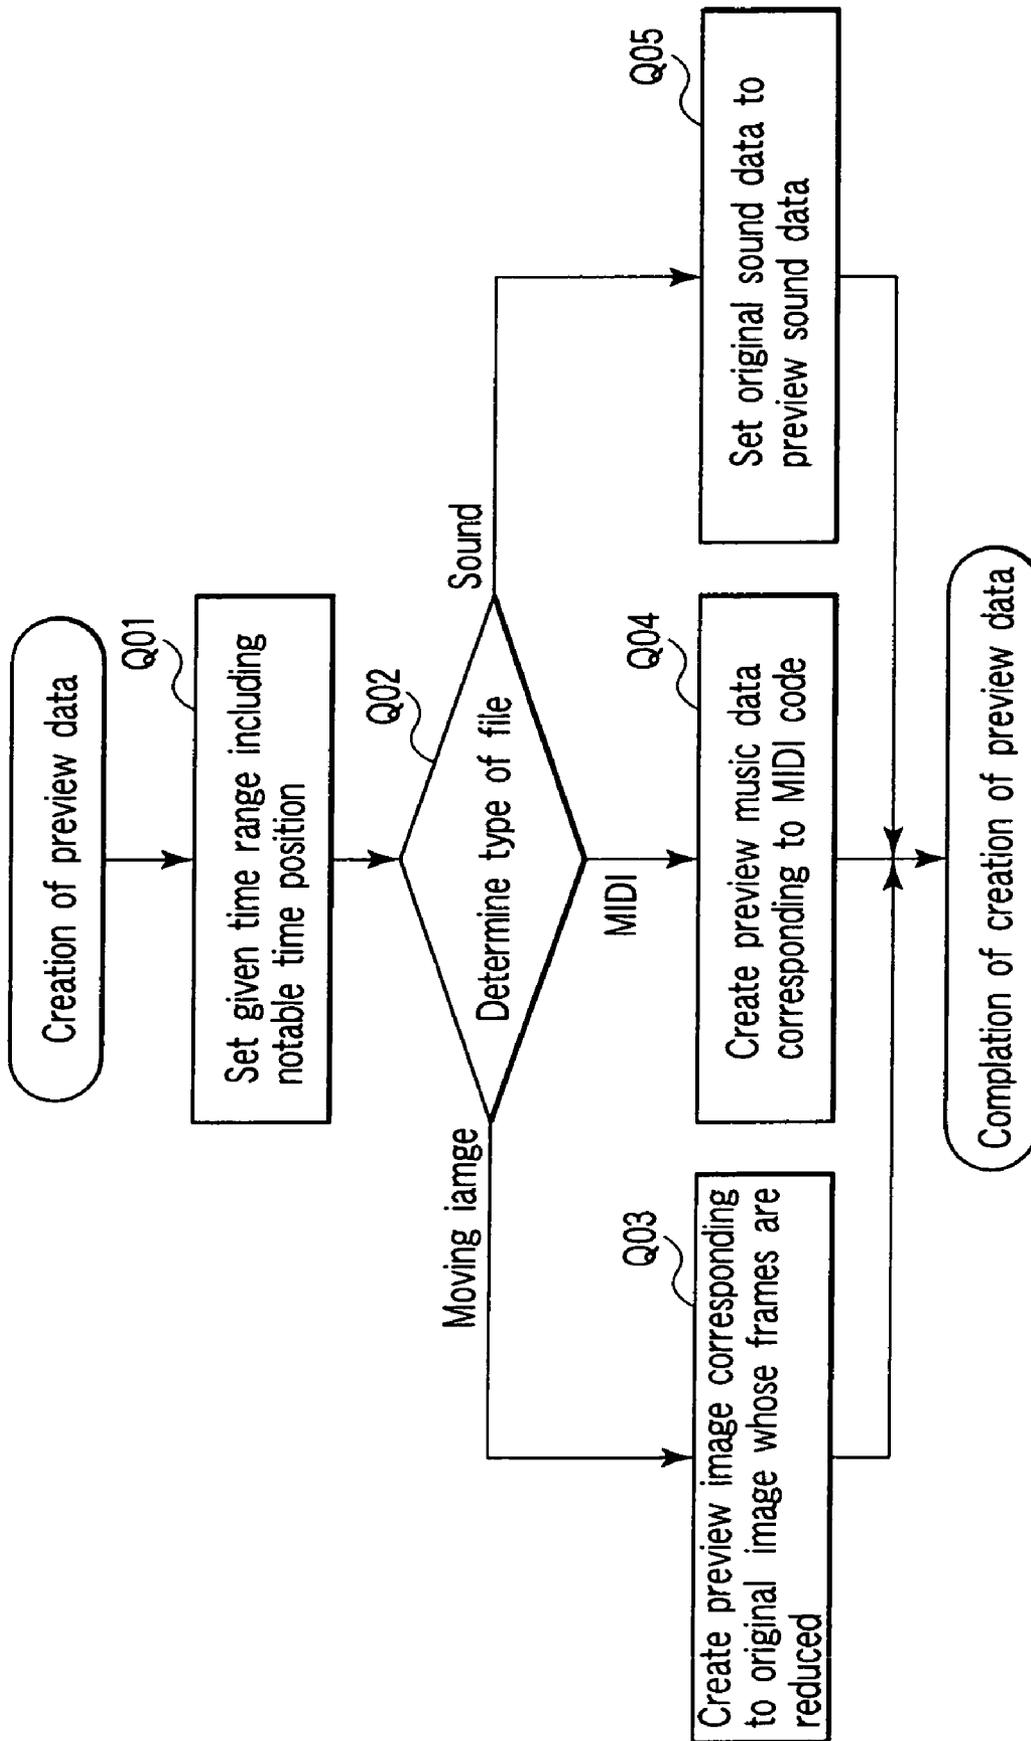 Creation of preview data
Q01
Set given time range including
notable time position
Q02
Determine type of file
Moving iamge
MIDI
Sound
Q03
Create preview image corresponding
to original image whose frames are
reduced
Q04
Create preview music data
corresponding to MIDI code
Q05
Set original sound data to
preview sound data
Complation of creation of preview data